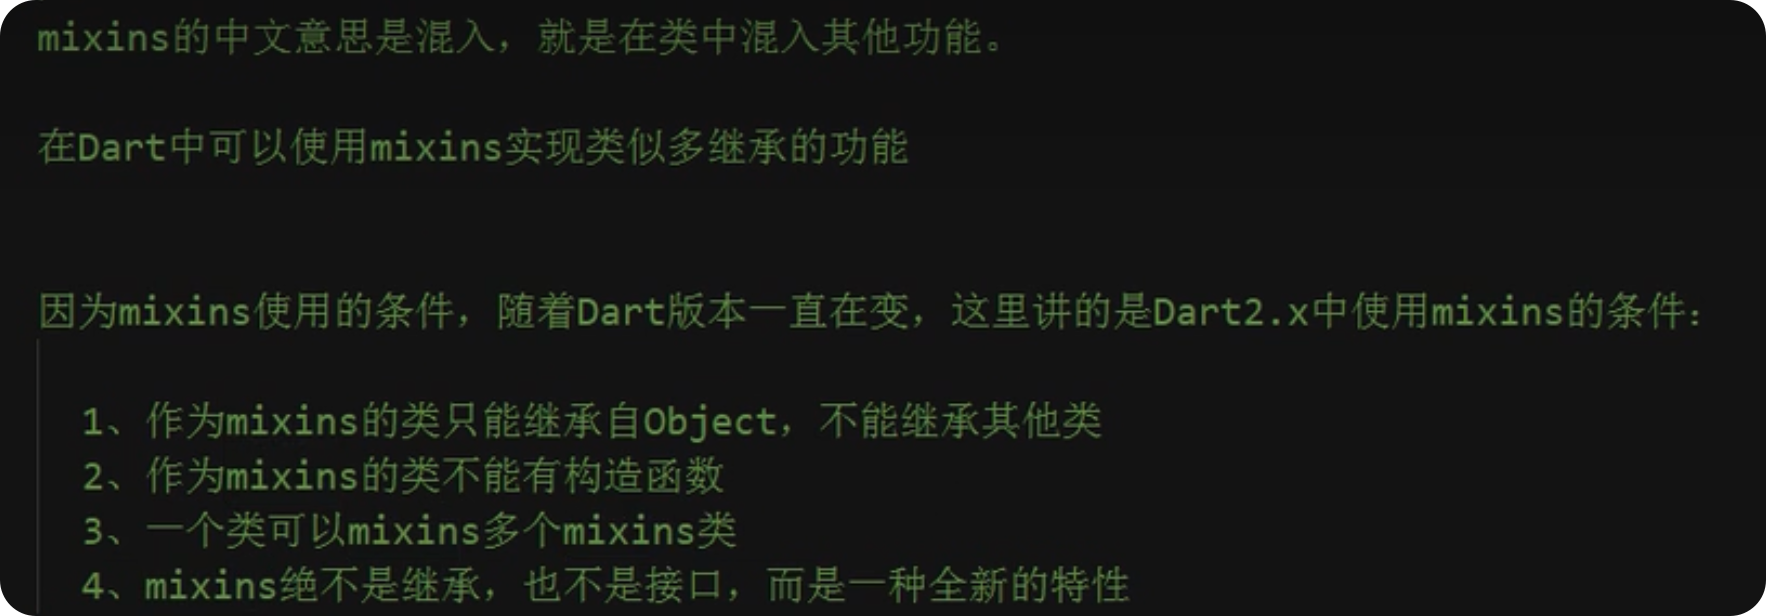 mixins的中文意思是混入，就是在类中混入其他功能。
在Dart中可以使用mixins实现类似多继承的功能
因为mixins使用的条件，随着Dart版本一直在变，这里讲的是Dart2.x中使用mixins的条件：
1、作为mixins的类只能继承自Object，不能继承其他类
2、作为mixins的类不能有构造函数
3、一个类可以mixins多个mixins类
4、mixins绝不是继承，也不是接口，而是一种全新的特性